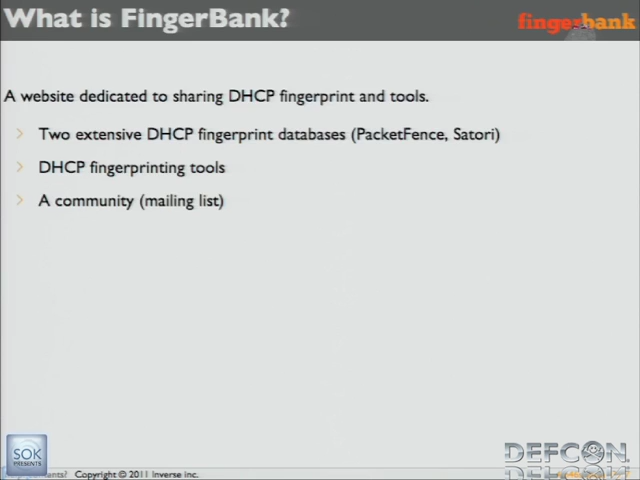 What is FingerBank?
fingerbank
A website dedicated to sharing DHCP fingerprint and tools.
Two extensive DHCP fingerprint databases (PacketFence, Satori)
DHCP fingerprinting tools
A community (mailing list)
SOK
PRESENTS
Copyright © 2011 Inverse inc.
DEFCON